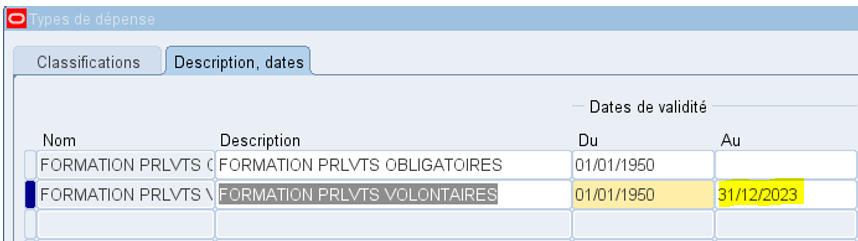 Types de dépense
Classifications Description, dates
Dates de validité
Nom Description Du Au
FORMATION PRLVTS FORMATION PRLVTS OBLIGATOIRES 01/01/1950
FORMATION PRLVTS FORMATION PRLVTS VOLONTAIRES 01/01/1950 31/12/2023